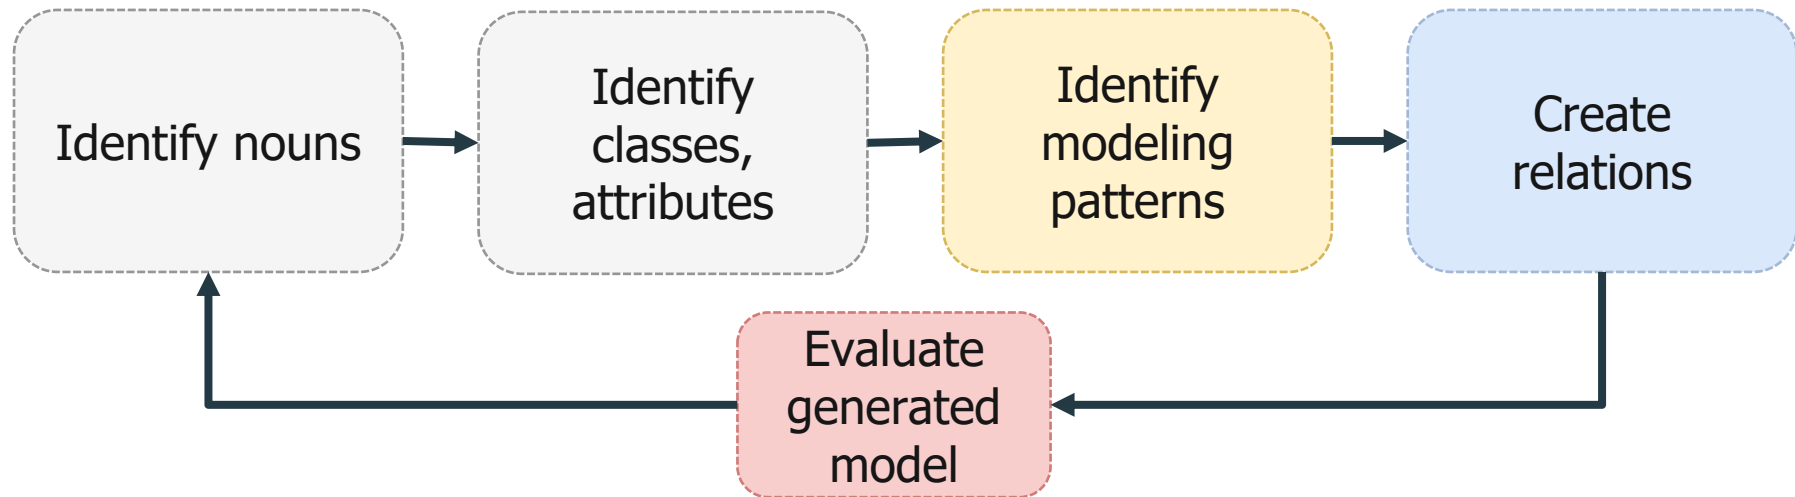 Identify nouns
Identify
classes,
attributes
Identify
modeling
patterns
Create
relations
Evaluate
generated
model